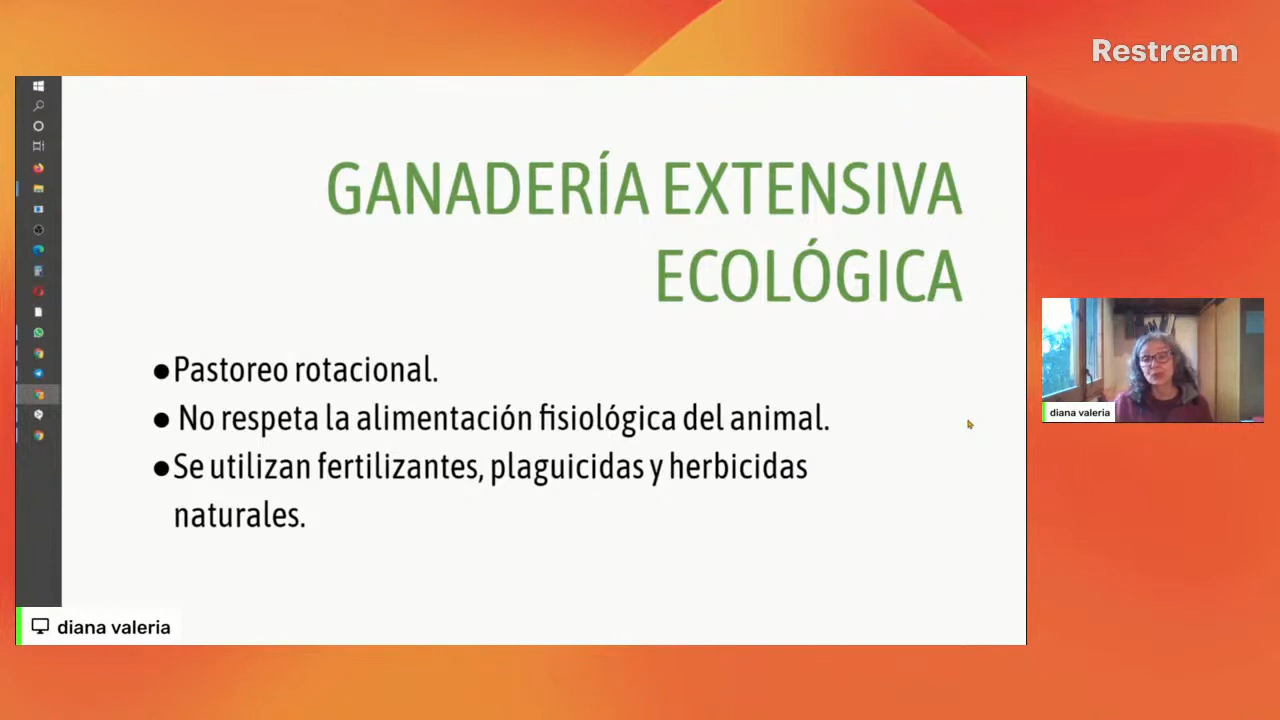 Restream
GANADERÍA EXTENSIVA
ECOLÓGICA
●Pastoreo rotacional.
● No respeta la alimentación fisiológica del animal.
●Se utilizan fertilizantes, plaguicidas y herbicidas
naturales.
diana valeria
diana valeria